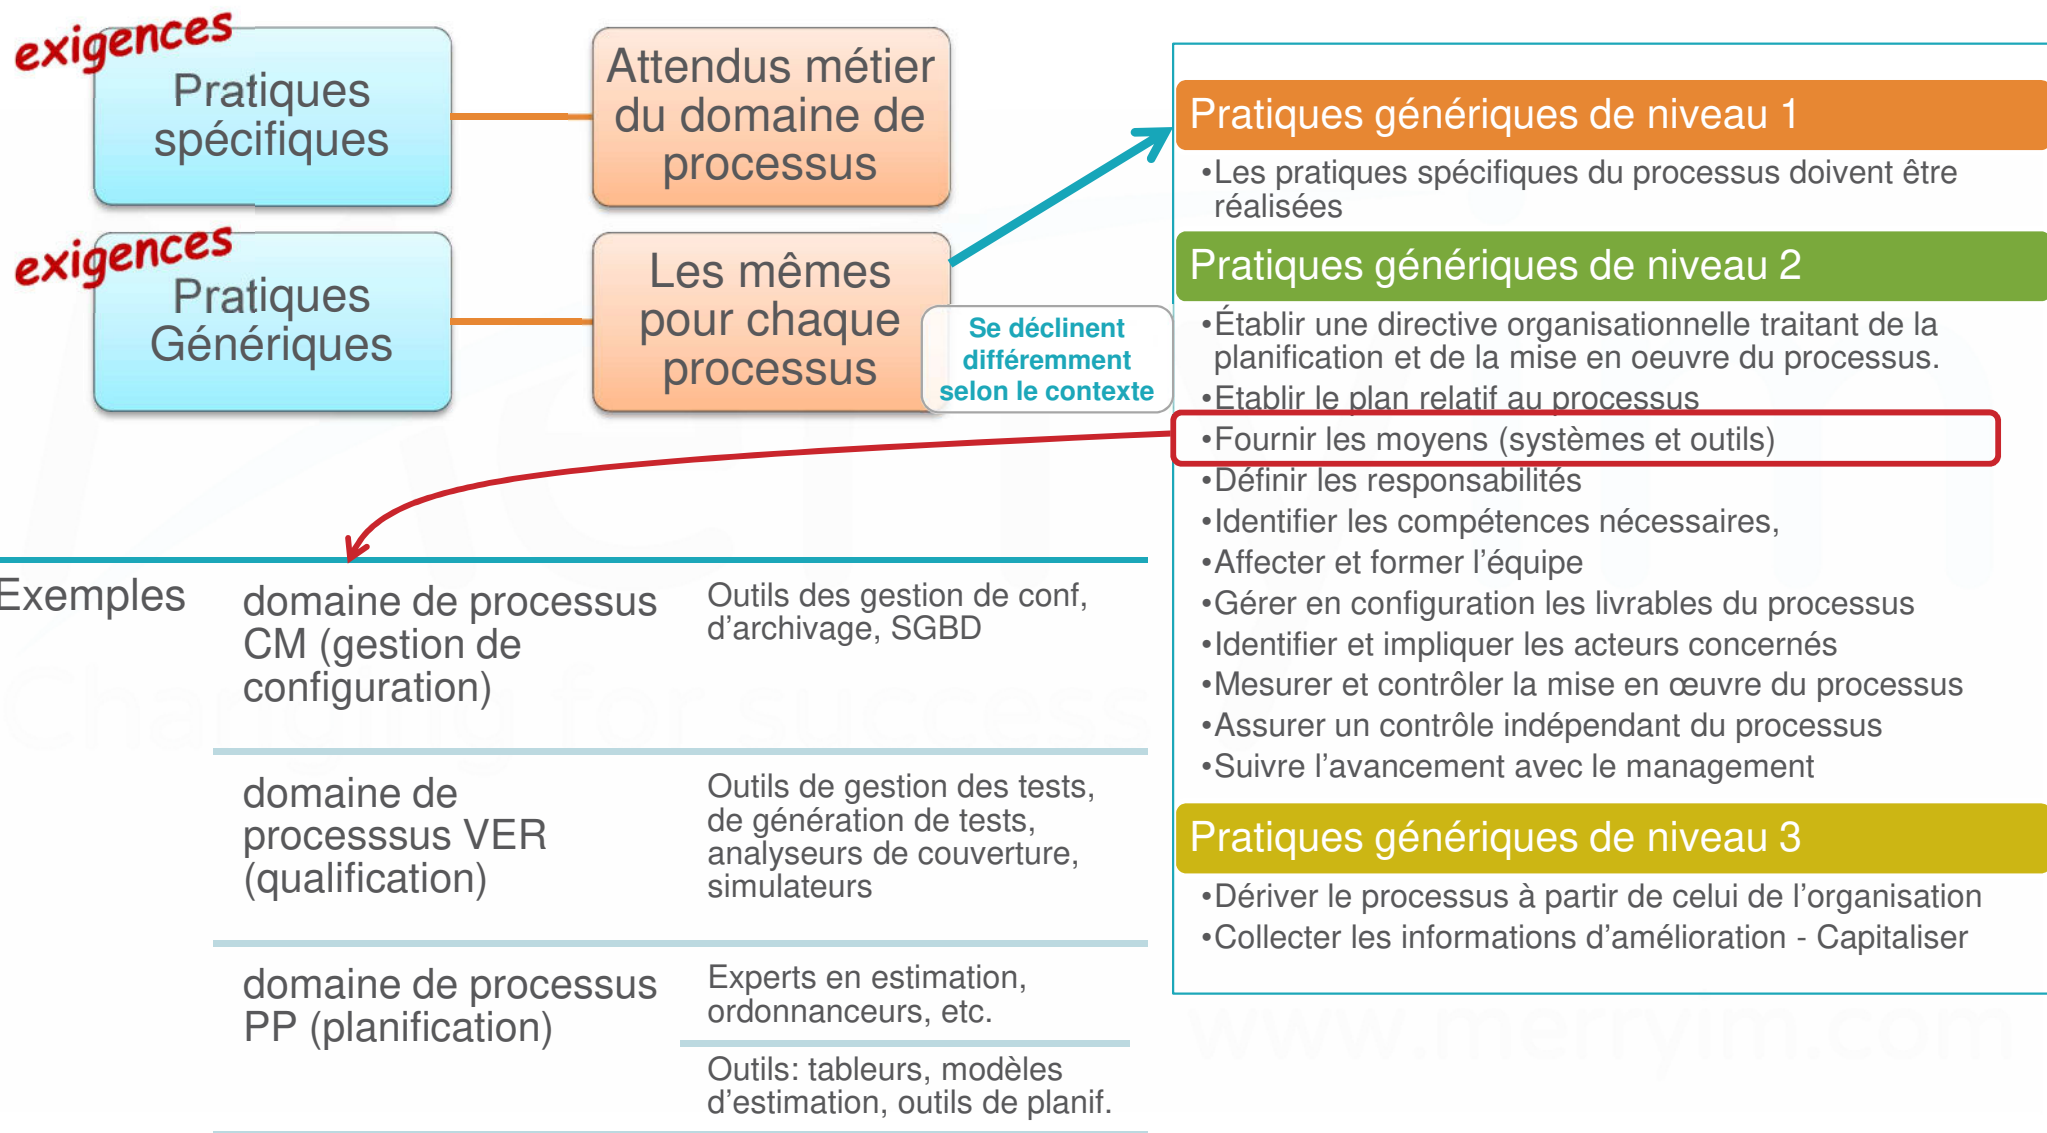 exigences
Pratiques
spécifiques
Attendus métier
du domaine de
processus
exigences
Pratiques
Génériques
Les mêmes
pour chaque
processus
Se déclinent
différemment
selon le contexte
Pratiques génériques de niveau 1
•Les pratiques spécifiques du processus doivent être
réalisées
Pratiques génériques de niveau 2
•Établir une directive organisationnelle traitant de la
planification et de la mise en oeuvre du processus.
•Etablir le plan relatif au processus
•Fournir les moyens (systèmes et outils)
•Définir les responsabilités
•Identifier les compétences nécessaires,
•Affecter et former l’équipe
•Gérer en configuration les livrables du processus
•Identifier et impliquer les acteurs concernés
•Mesurer et contrôler la mise en œuvre du processus
•Assurer un contrôle indépendant du processus
•Suivre l’avancement avec le management
Pratiques génériques de niveau 3
•Dériver le processus à partir de celui de l’organisation
•Collecter les informations d’amélioration - Capitaliser
Exemples
domaine de processus
CM (gestion de
configuration)
Outils des gestion de conf,
d’archivage, SGBD
domaine de
processsus VER
(qualification)
Outils de gestion des tests,
de génération de tests,
analyseurs de couverture,
simulateurs
domaine de processus
PP (planification)
Experts en estimation,
ordonnanceurs, etc.
Outils: tableurs, modèles
d’estimation, outils de planif.
Changing for success
www.merryim.com